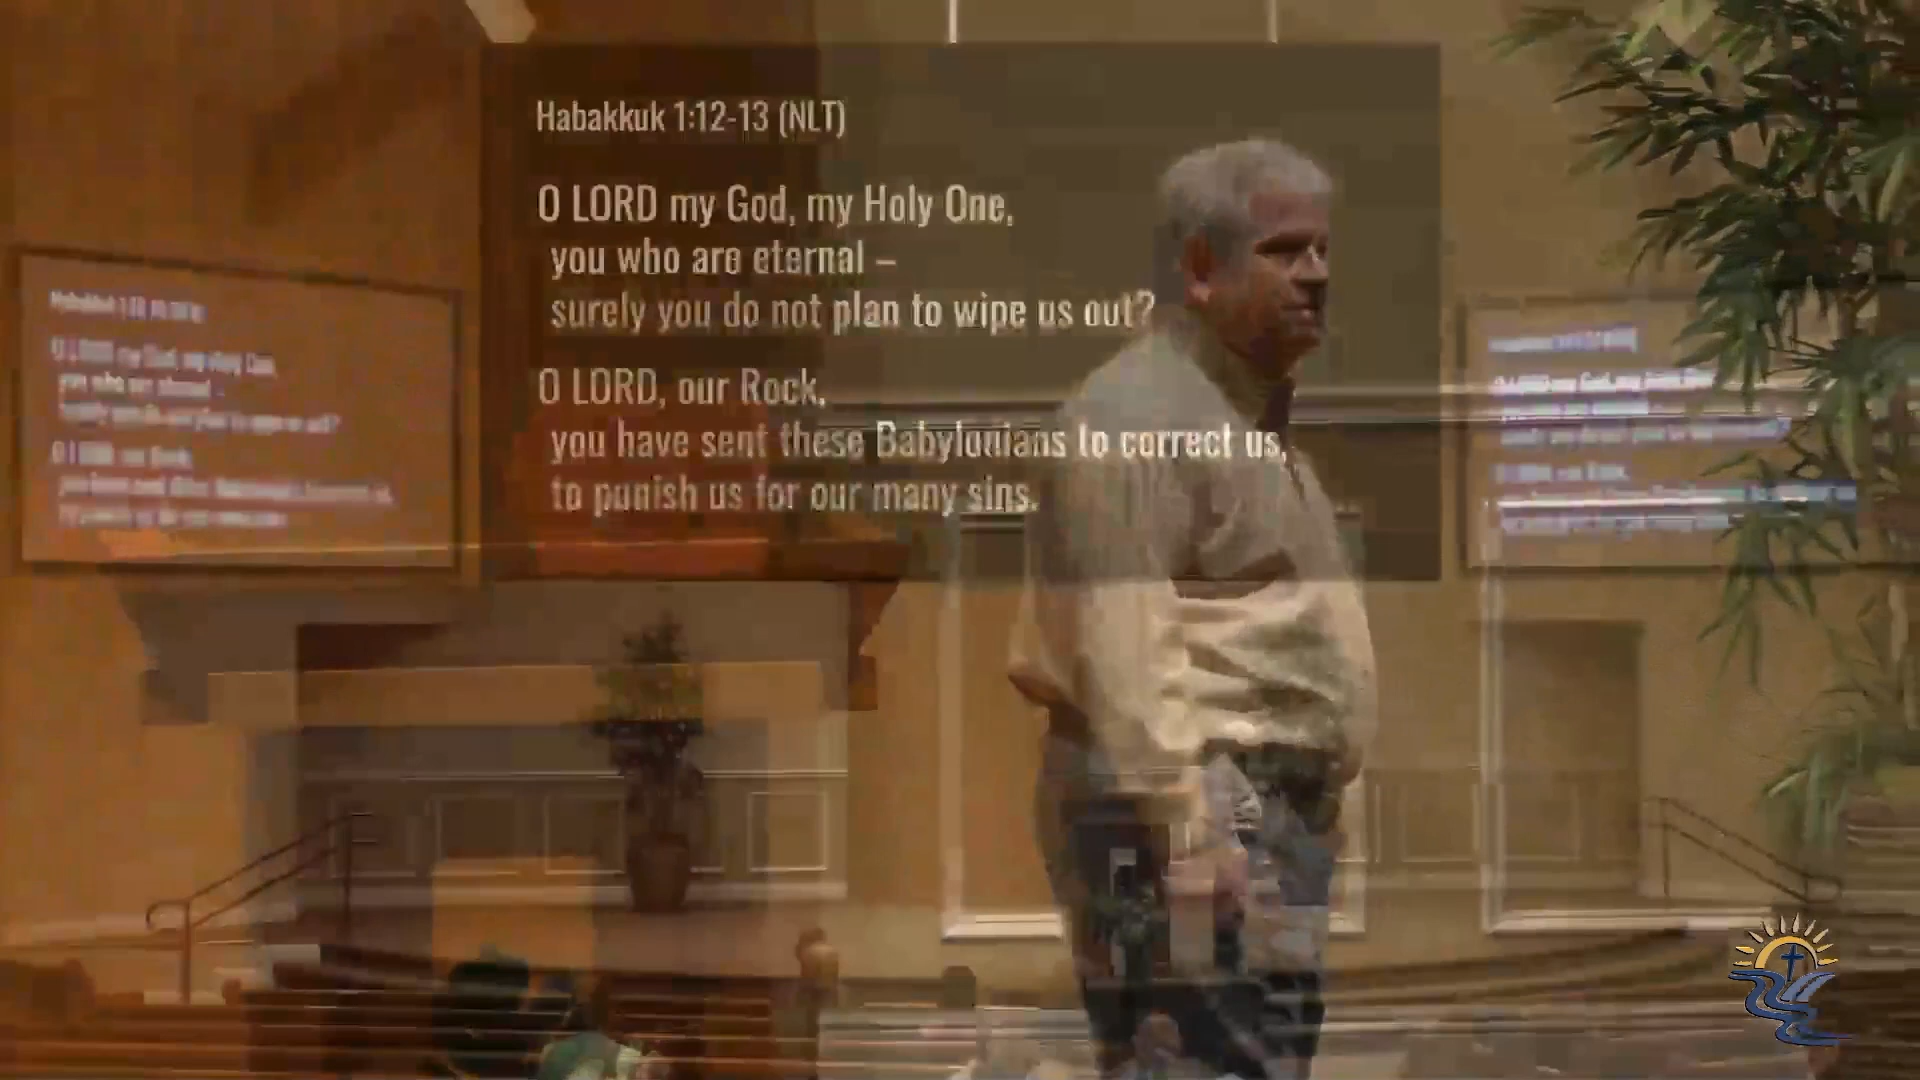 Habakkuk 1:12-13 (NLT)
O LORD my God, my Holy One,
you who are eternal –
surely you do not plan to wipe us out?
O LORD, our Rock,
you have sent these Babylonians to correct us,
to punish us for our many sins.